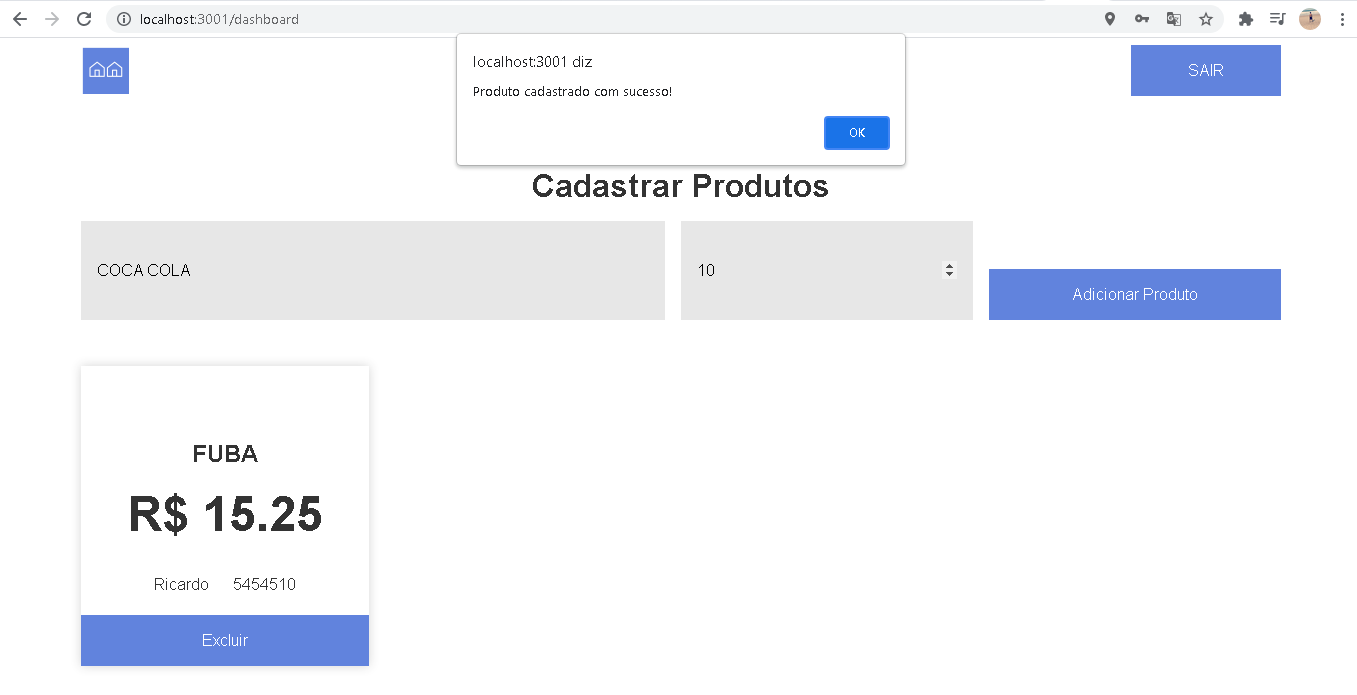 localhost:3001/dashboard
localhost:3001 diz
Produto cadastrado com sucesso!
OK
SAIR
Cadastrar Produtos
COCA COLA
10
Adicionar Produto
FUBA
R$ 15.25
Ricardo 5454510
Excluir